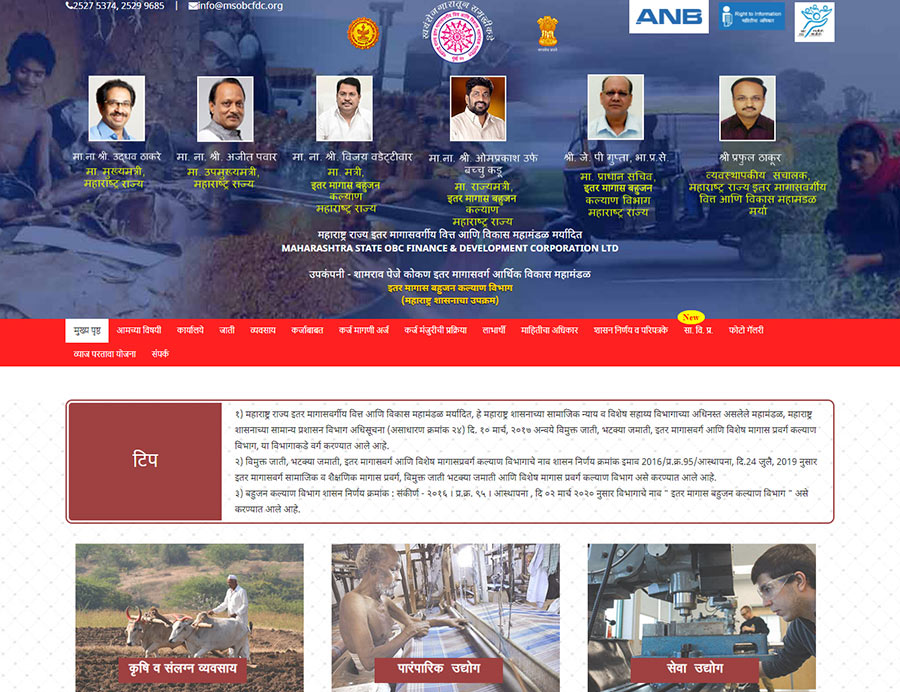 2527 5374, 2529 9685 | info@msobcfdc.org
स्वयंरोजगारातून समृद्धीकडे
ANB
Right to Information
माहितीचा अधिकार
मा.ना श्री. उद्धव ठाकरे
मा. मुख्यमंत्री,
महाराष्ट्र राज्य
मा. ना. श्री. अजीत पवार
मा. उपमुख्यमंत्री,
महाराष्ट्र राज्य
मा. ना. श्री. विजय वडेट्टीवार
मा. मंत्री,
इतर मागास बहुजन
कल्याण
महाराष्ट्र राज्य
मा. ना. श्री. ओमप्रकाश उर्फ
बच्चु कडू
मा. राज्यमंत्री,
इतर मागास बहुजन
कल्याण
महाराष्ट्र राज्य
श्री. जे. पी गुप्ता, भा.प्र.से.
मा. प्रधान सचिव,
इतर मागास बहुजन
कल्याण विभाग
महाराष्ट्र राज्य
श्री प्रफुल ठाकूर
व्यवस्थापकीय संचालक,
महाराष्ट्र राज्य इतर मागासवर्गीय
वित्त आणि विकास महामंडळ
मर्या
महाराष्ट्र राज्य इतर मागासवर्गीय वित्त आणि विकास महामंडळ मर्यादित
MAHARASHTRA STATE OBC FINANCE & DEVELOPMENT CORPORATION LTD
उपकंपनी - शामराव पेजे कोकण इतर मागासवर्ग आर्थिक विकास महामंडळ
इतर मागास बहुजन कल्याण विभाग
(महाराष्ट्र शासनाचा उपक्रम)
New
मुख्य पृष्ठ आमच्या विषयी कार्यालये जाती व्यवसाय कर्जाबाबत कर्ज मागणी अर्ज कर्ज मंजुरीची प्रक्रिया लाभार्थी माहितीचा अधिकार शासन निर्णय व परिपत्रके सा. दि. प्र. फोटो गॅलरी
व्याज परतावा योजना संपर्क
टिप
१) महाराष्ट्र राज्य इतर मागासवर्गीय वित्त आणि विकास महामंडळ मर्यादित, हे महाराष्ट्र शासनाच्या सामाजिक न्याय व विशेष सहाय्य विभागाच्या अधिनस्त असलेले महामंडळ, महाराष्ट्र
शासनाच्या सामान्य प्रशासन विभाग अधिसूचना (असाधारण क्रमांक २४) दि. १० मार्च, २०१७ अन्वये विमुक्त जाती, भटक्या जमाती, इतर मागासवर्ग आणि विशेष मागास प्रवर्ग कल्याण
विभाग, या विभागाकडे वर्ग करण्यात आले आहे.
२) विमुक्त जाती, भटक्या जमाती, इतर मागासवर्ग आणि विशेष मागासप्रवर्ग कल्याण विभागाचे नाव शासन निर्णय क्रमांक इमाव 2016/प्र.क्र.95/आस्थापना, दि.24 जुलै, 2019 नुसार
इतर मागासवर्ग सामाजिक व शैक्षणिक मागास प्रवर्ग, विमुक्त जाती भटक्या जमाती आणि विशेष मागास प्रवर्ग कल्याण विभाग असे करण्यात आले आहे.
३) बहुजन कल्याण विभाग शासन निर्णय क्रमांक : संकीर्ण - २०१६ । प्र.क्र. ९५ । आस्थापना , दि ०२ मार्च २०२० नुसार विभागाचे नाव " इतर मागास बहुजन कल्याण विभाग " असे
करण्यात आले आहे.
कृषि व संलग्न व्यवसाय
पारंपारिक उद्योग
सेवा उद्योग